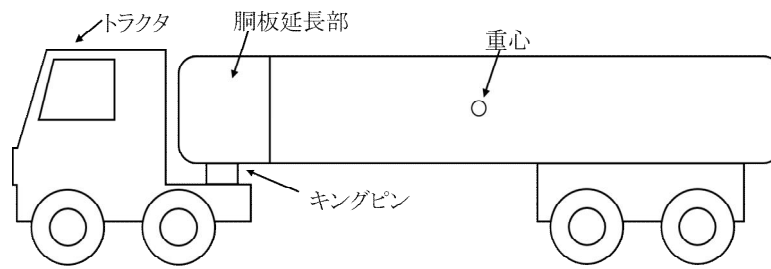 トラクタ
胴板延長部
重心
キングピン